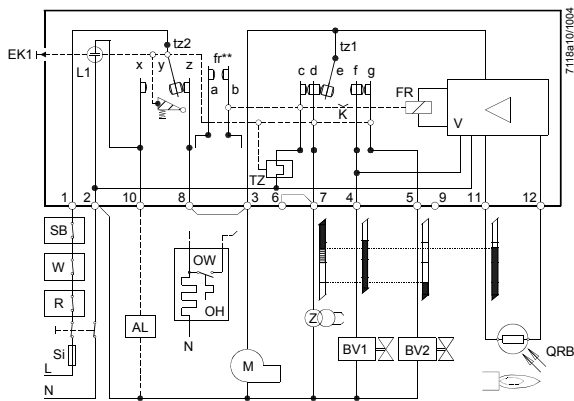 7118a10/1004
EK1
L1
tz2
x
y
z
fr**
a
b
tz1
c
d
e
f
g
K
FR
V
TZ
1
2
10
8
3
6
7
4
5
9
11
12
SB
W
R
Si
L
N
AL
OW
OH
N
M
Z
BV1
BV2
QRB